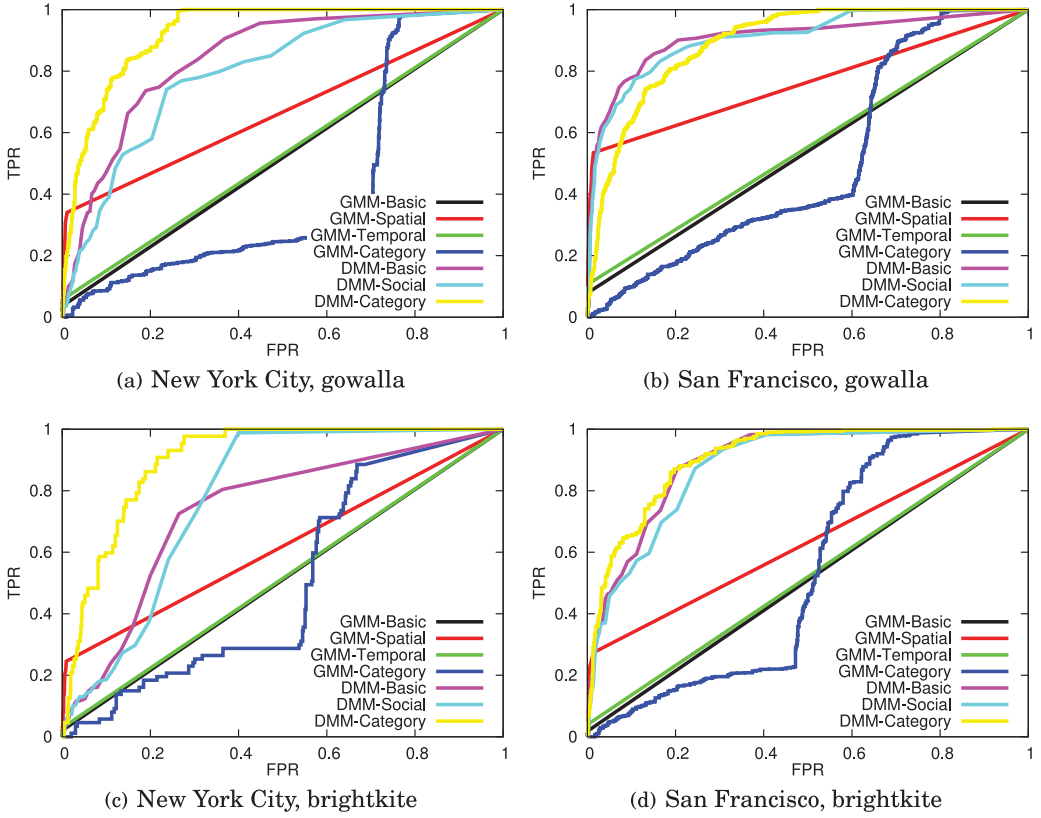 1
0.8
0.6
0.4
0.2
0
TPR
0 0.2 0.4 0.6 0.8 1
FPR
GMM-Basic
GMM-Spatial
GMM-Temporal
GMM-Category
DMM-Basic
DMM-Social
DMM-Category
(a) New York City, gowalla
1
0.8
0.6
0.4
0.2
0
TPR
0 0.2 0.4 0.6 0.8 1
FPR
GMM-Basic
GMM-Spatial
GMM-Temporal
GMM-Category
DMM-Basic
DMM-Social
DMM-Category
(b) San Francisco, gowalla
1
0.8
0.6
0.4
0.2
0
TPR
0 0.2 0.4 0.6 0.8 1
FPR
GMM-Basic
GMM-Spatial
GMM-Temporal
GMM-Category
DMM-Basic
DMM-Social
DMM-Category
(c) New York City, brightkite
1
0.8
0.6
0.4
0.2
0
TPR
0 0.2 0.4 0.6 0.8 1
FPR
GMM-Basic
GMM-Spatial
GMM-Temporal
GMM-Category
DMM-Basic
DMM-Social
DMM-Category
(d) San Francisco, brightkite